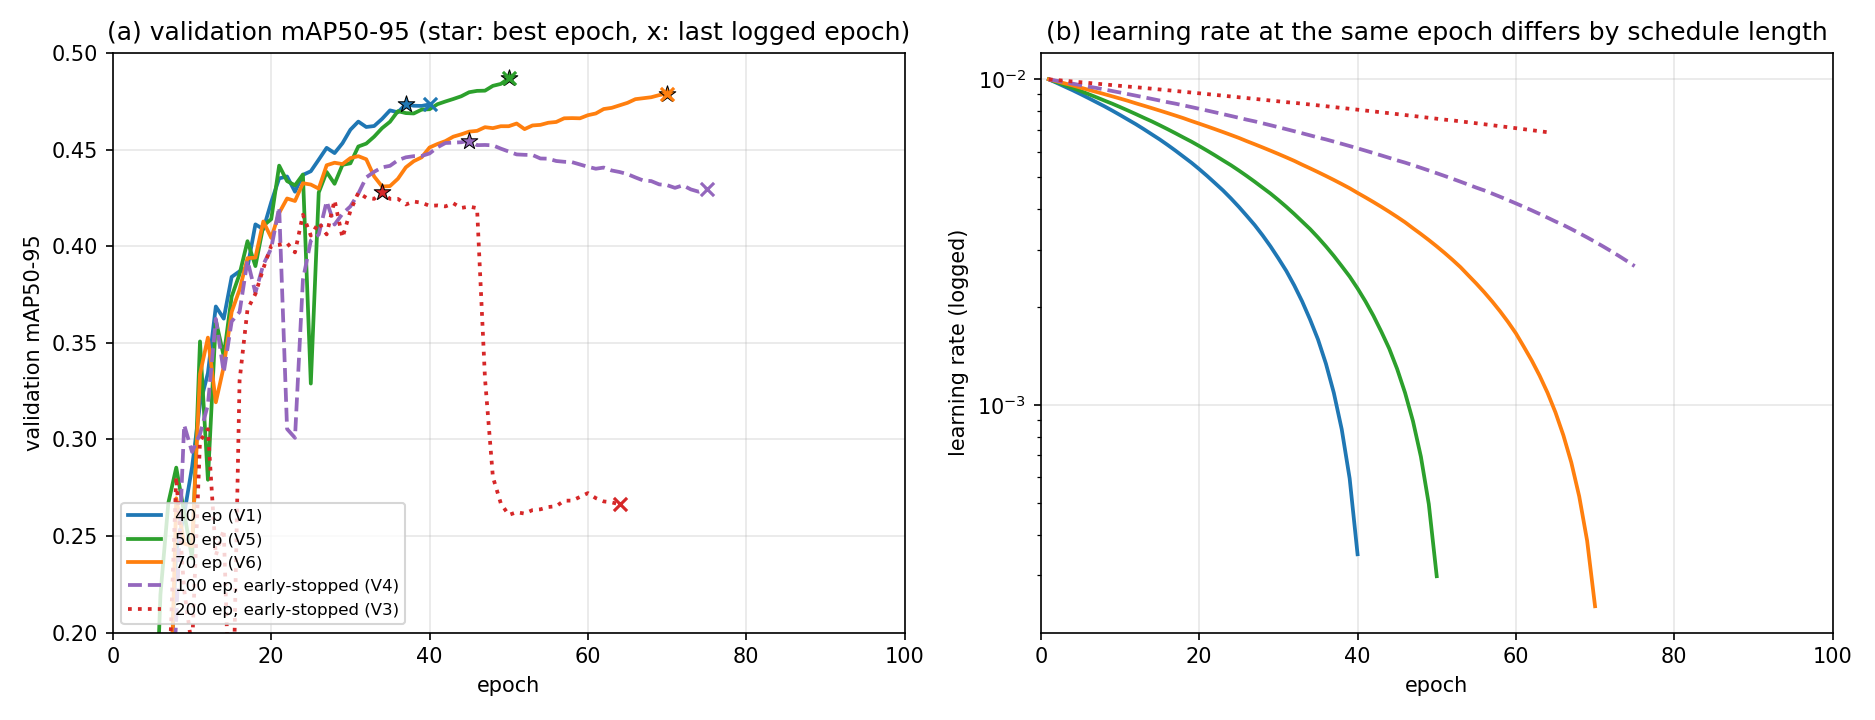 (a) validation mAP50-95 (star: best epoch, x: last logged epoch)
0.50
0.45
0.40
0.35
0.30
0.25
0.20
validation mAP50-95
40 ep (V1)
50 ep (V5)
70 ep (V6)
100 ep, early-stopped (V4)
200 ep, early-stopped (V3)
0 20 40 60 80 100
epoch
(b) learning rate at the same epoch differs by schedule length
10⁻²
10⁻³
learning rate (logged)
0 20 40 60 80 100
epoch